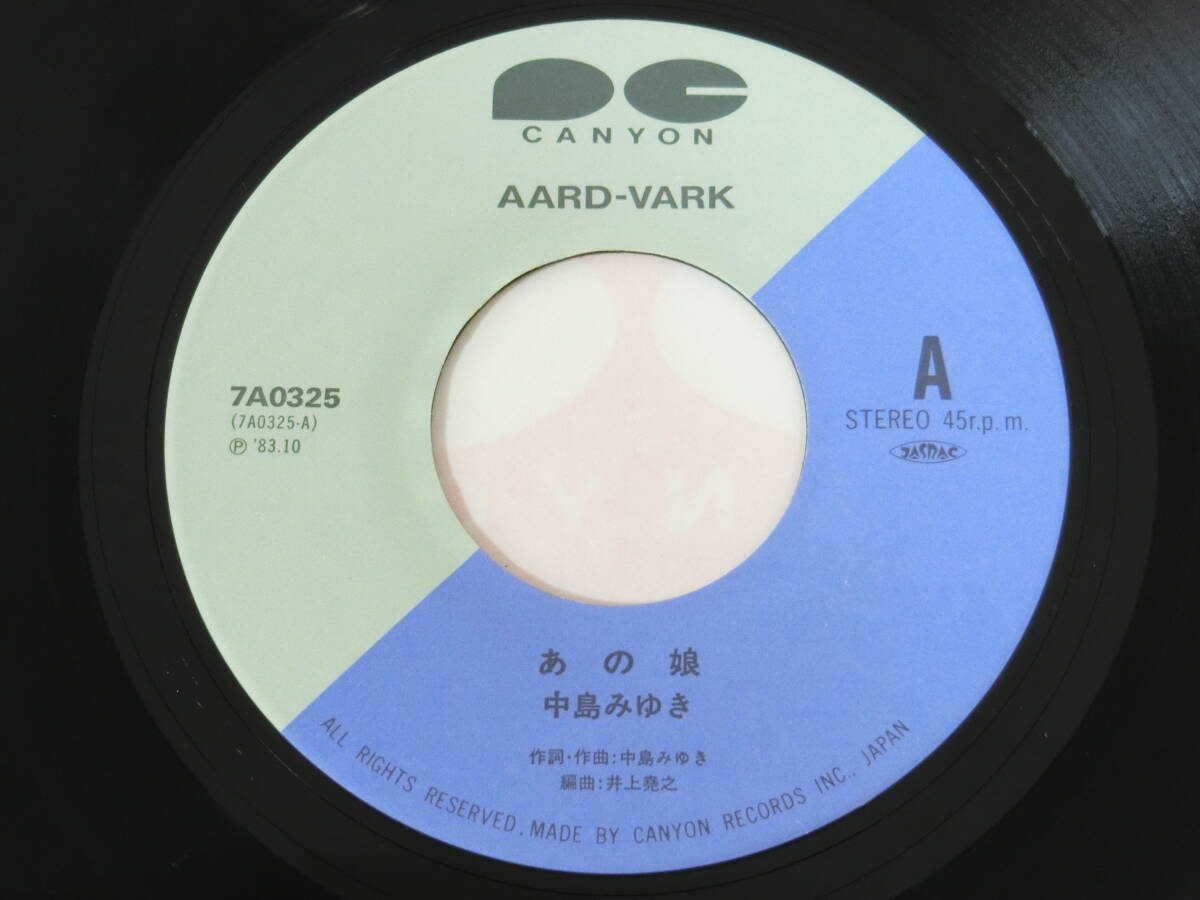 CANYON
AARD-VARK
7A0325
(7A0325-A)
Ⓟ '83.10
A
STEREO 45r.p.m.
JASRAC
N Y
あの娘
中島みゆき
作詞・作曲:中島みゆき
編曲:井上堯之
ALL RIGHTS RESERVED. MADE BY CANYON RECORDS INC., JAPAN